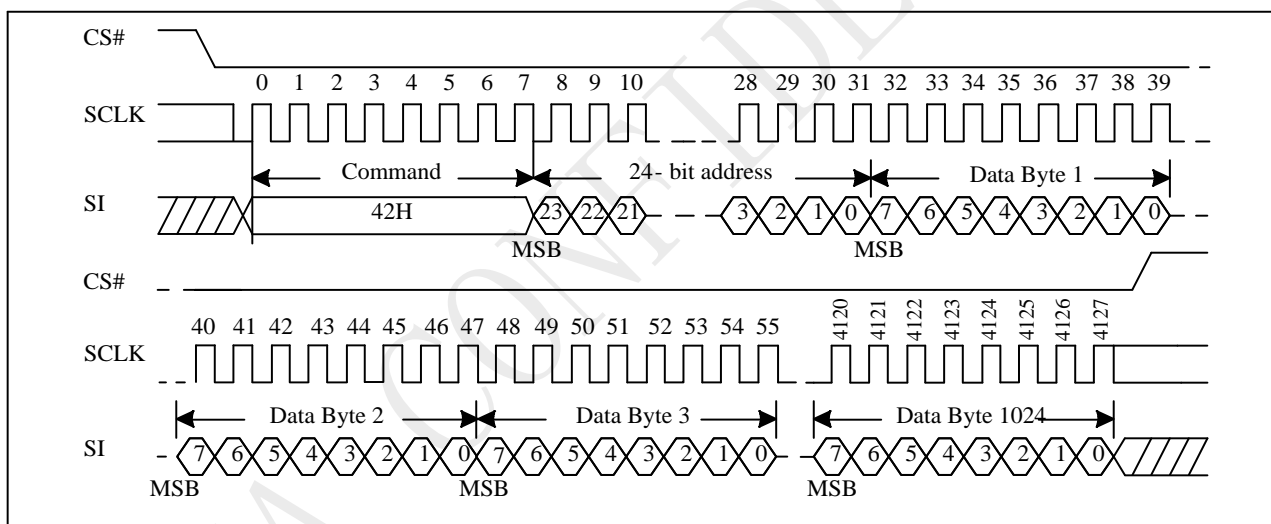 CONFIDE
A
CS#
0 1 2 3 4 5 6 7 8 9 10 28 29 30 31 32 33 34 35 36 37 38 39
SCLK
Command 24- bit address Data Byte 1
SI 42H 23 22 21 3 2 1 0 7 6 5 4 3 2 1 0
MSB MSB
CS#
40 41 42 43 44 45 46 47 48 49 50 51 52 53 54 55 4120 4121 4122 4123 4124 4125 4126 4127
SCLK
Data Byte 2 Data Byte 3 Data Byte 1024
SI 7 6 5 4 3 2 1 0 7 6 5 4 3 2 1 0 7 6 5 4 3 2 1 0
MSB MSB MSB